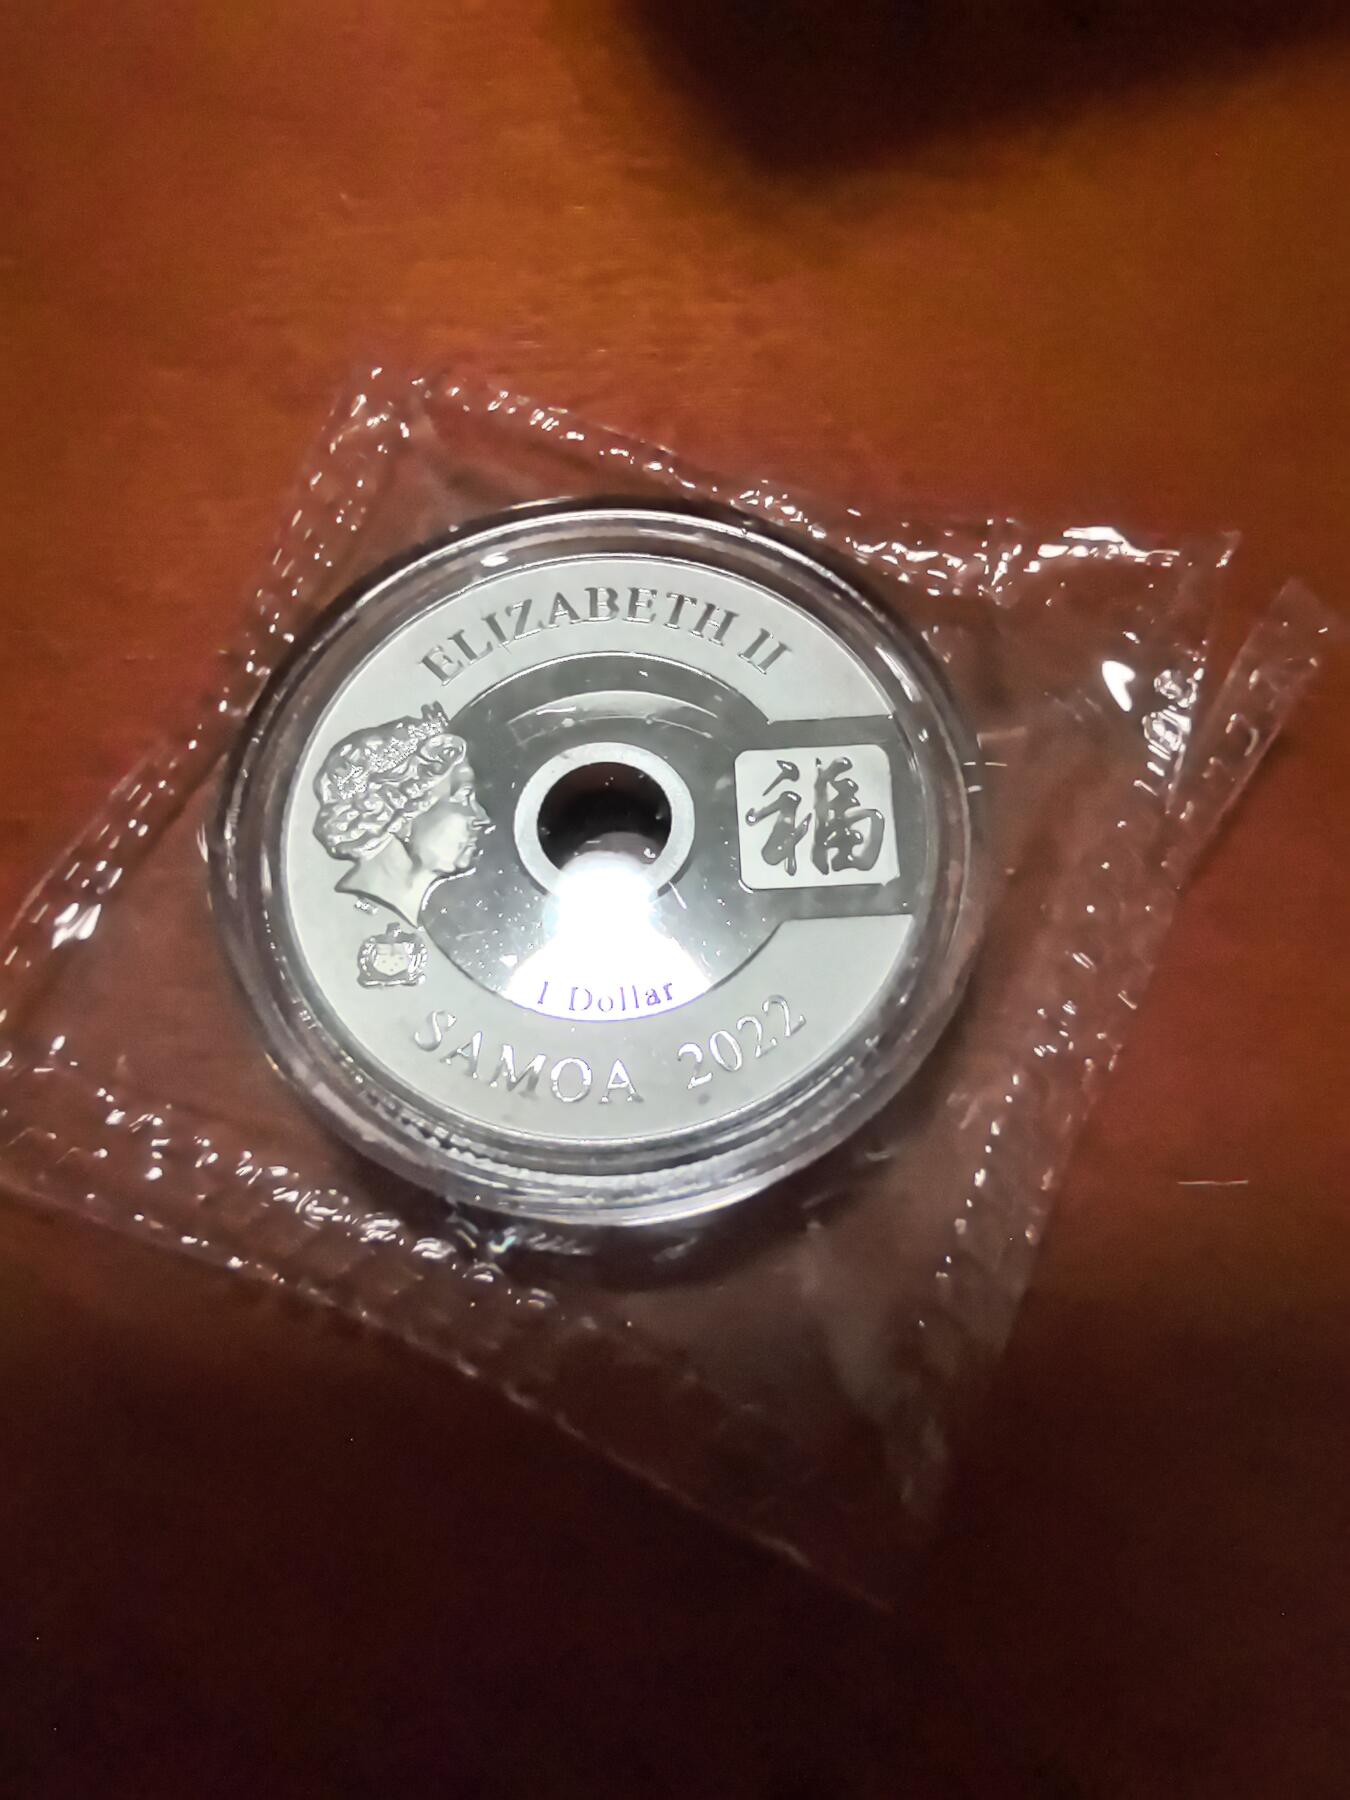 ELIZABETH II
福
1 Dollar
SAMOA 2022